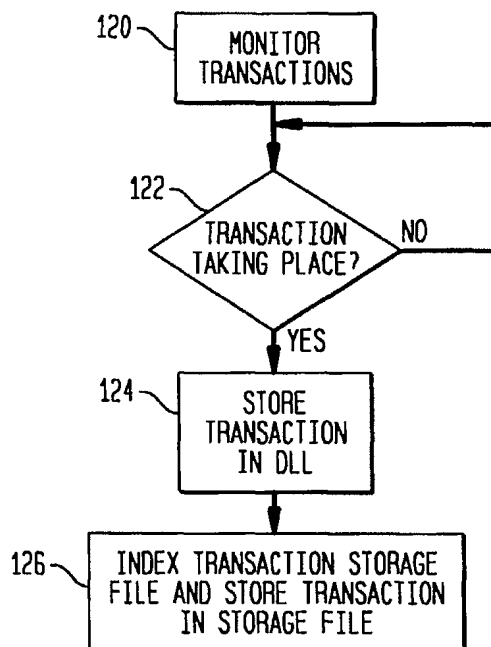 120
MONITOR
TRANSACTIONS
122
TRANSACTION
TAKING PLACE?
NO
YES
124
STORE
TRANSACTION
IN DLL
126
INDEX TRANSACTION STORAGE
FILE AND STORE TRANSACTION
IN STORAGE FILE